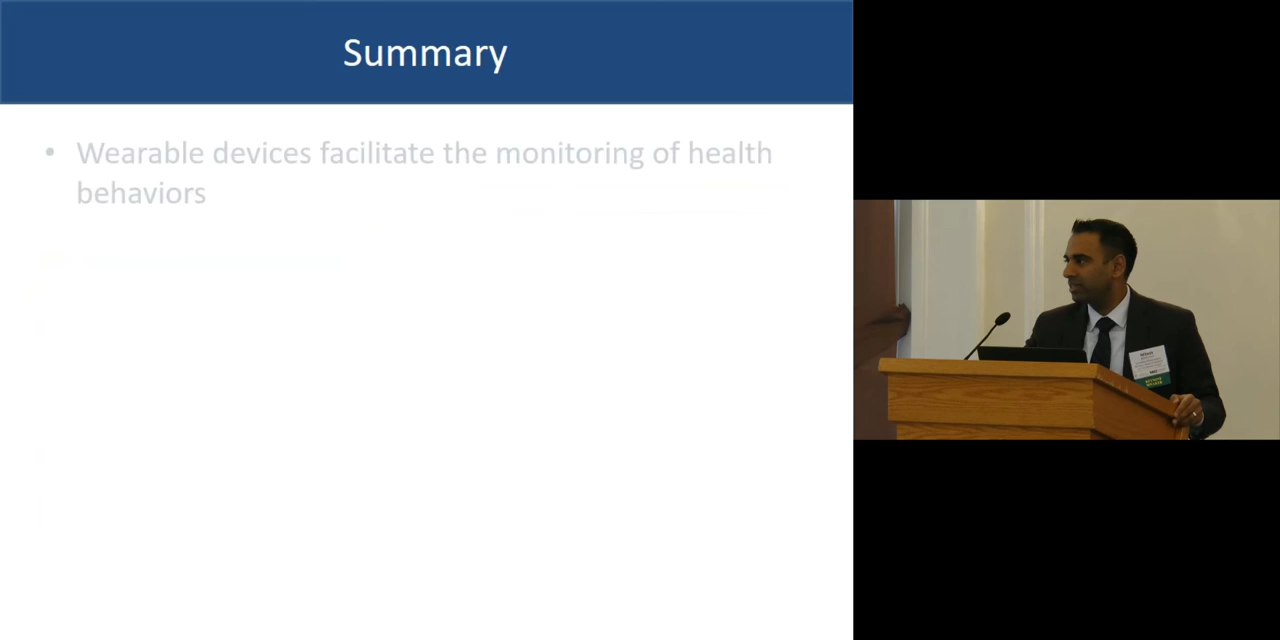 Summary
• Wearable devices facilitate the monitoring of health
behaviors